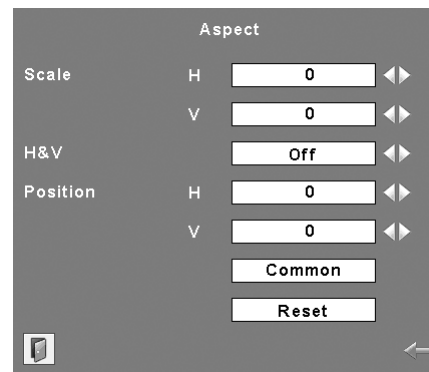 Aspect
Scale H 0
V 0
H&V Off
Position H 0
V 0
Common
Reset